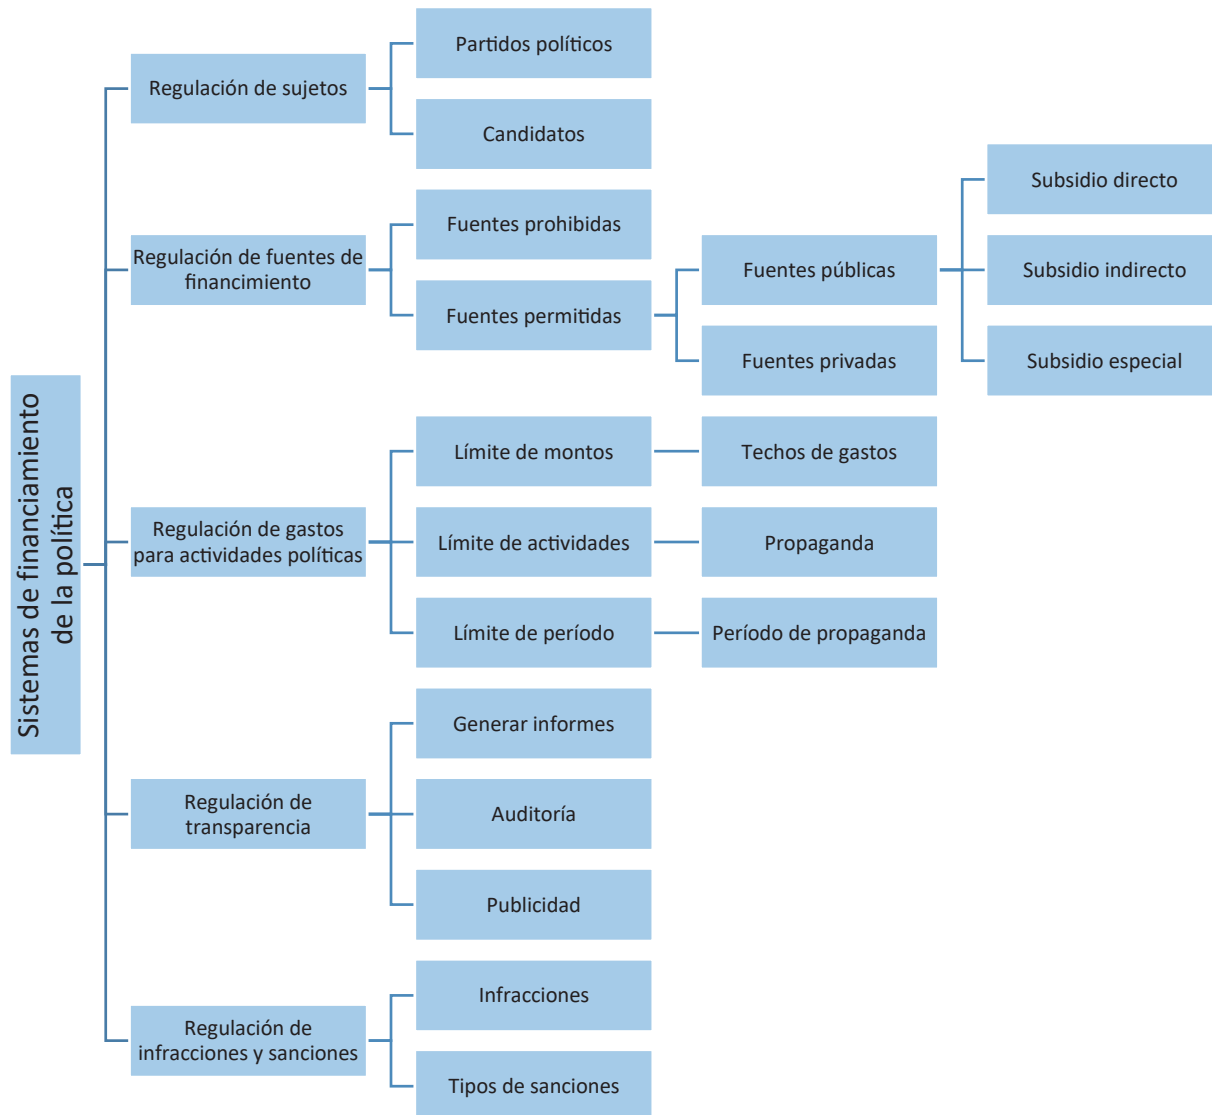 Sistemas de financiamiento
de la política
Regulación de sujetos
Partidos políticos
Candidatos
Regulación de fuentes de
financimiento
Fuentes prohibidas
Fuentes permitidas
Fuentes públicas
Subsidio directo
Subsidio indirecto
Subsidio especial
Fuentes privadas
Regulación de gastos
para actividades políticas
Límite de montos
Techos de gastos
Límite de actividades
Propaganda
Límite de período
Período de propaganda
Regulación de
transparencia
Generar informes
Auditoría
Publicidad
Regulación de
infracciones y sanciones
Infracciones
Tipos de sanciones